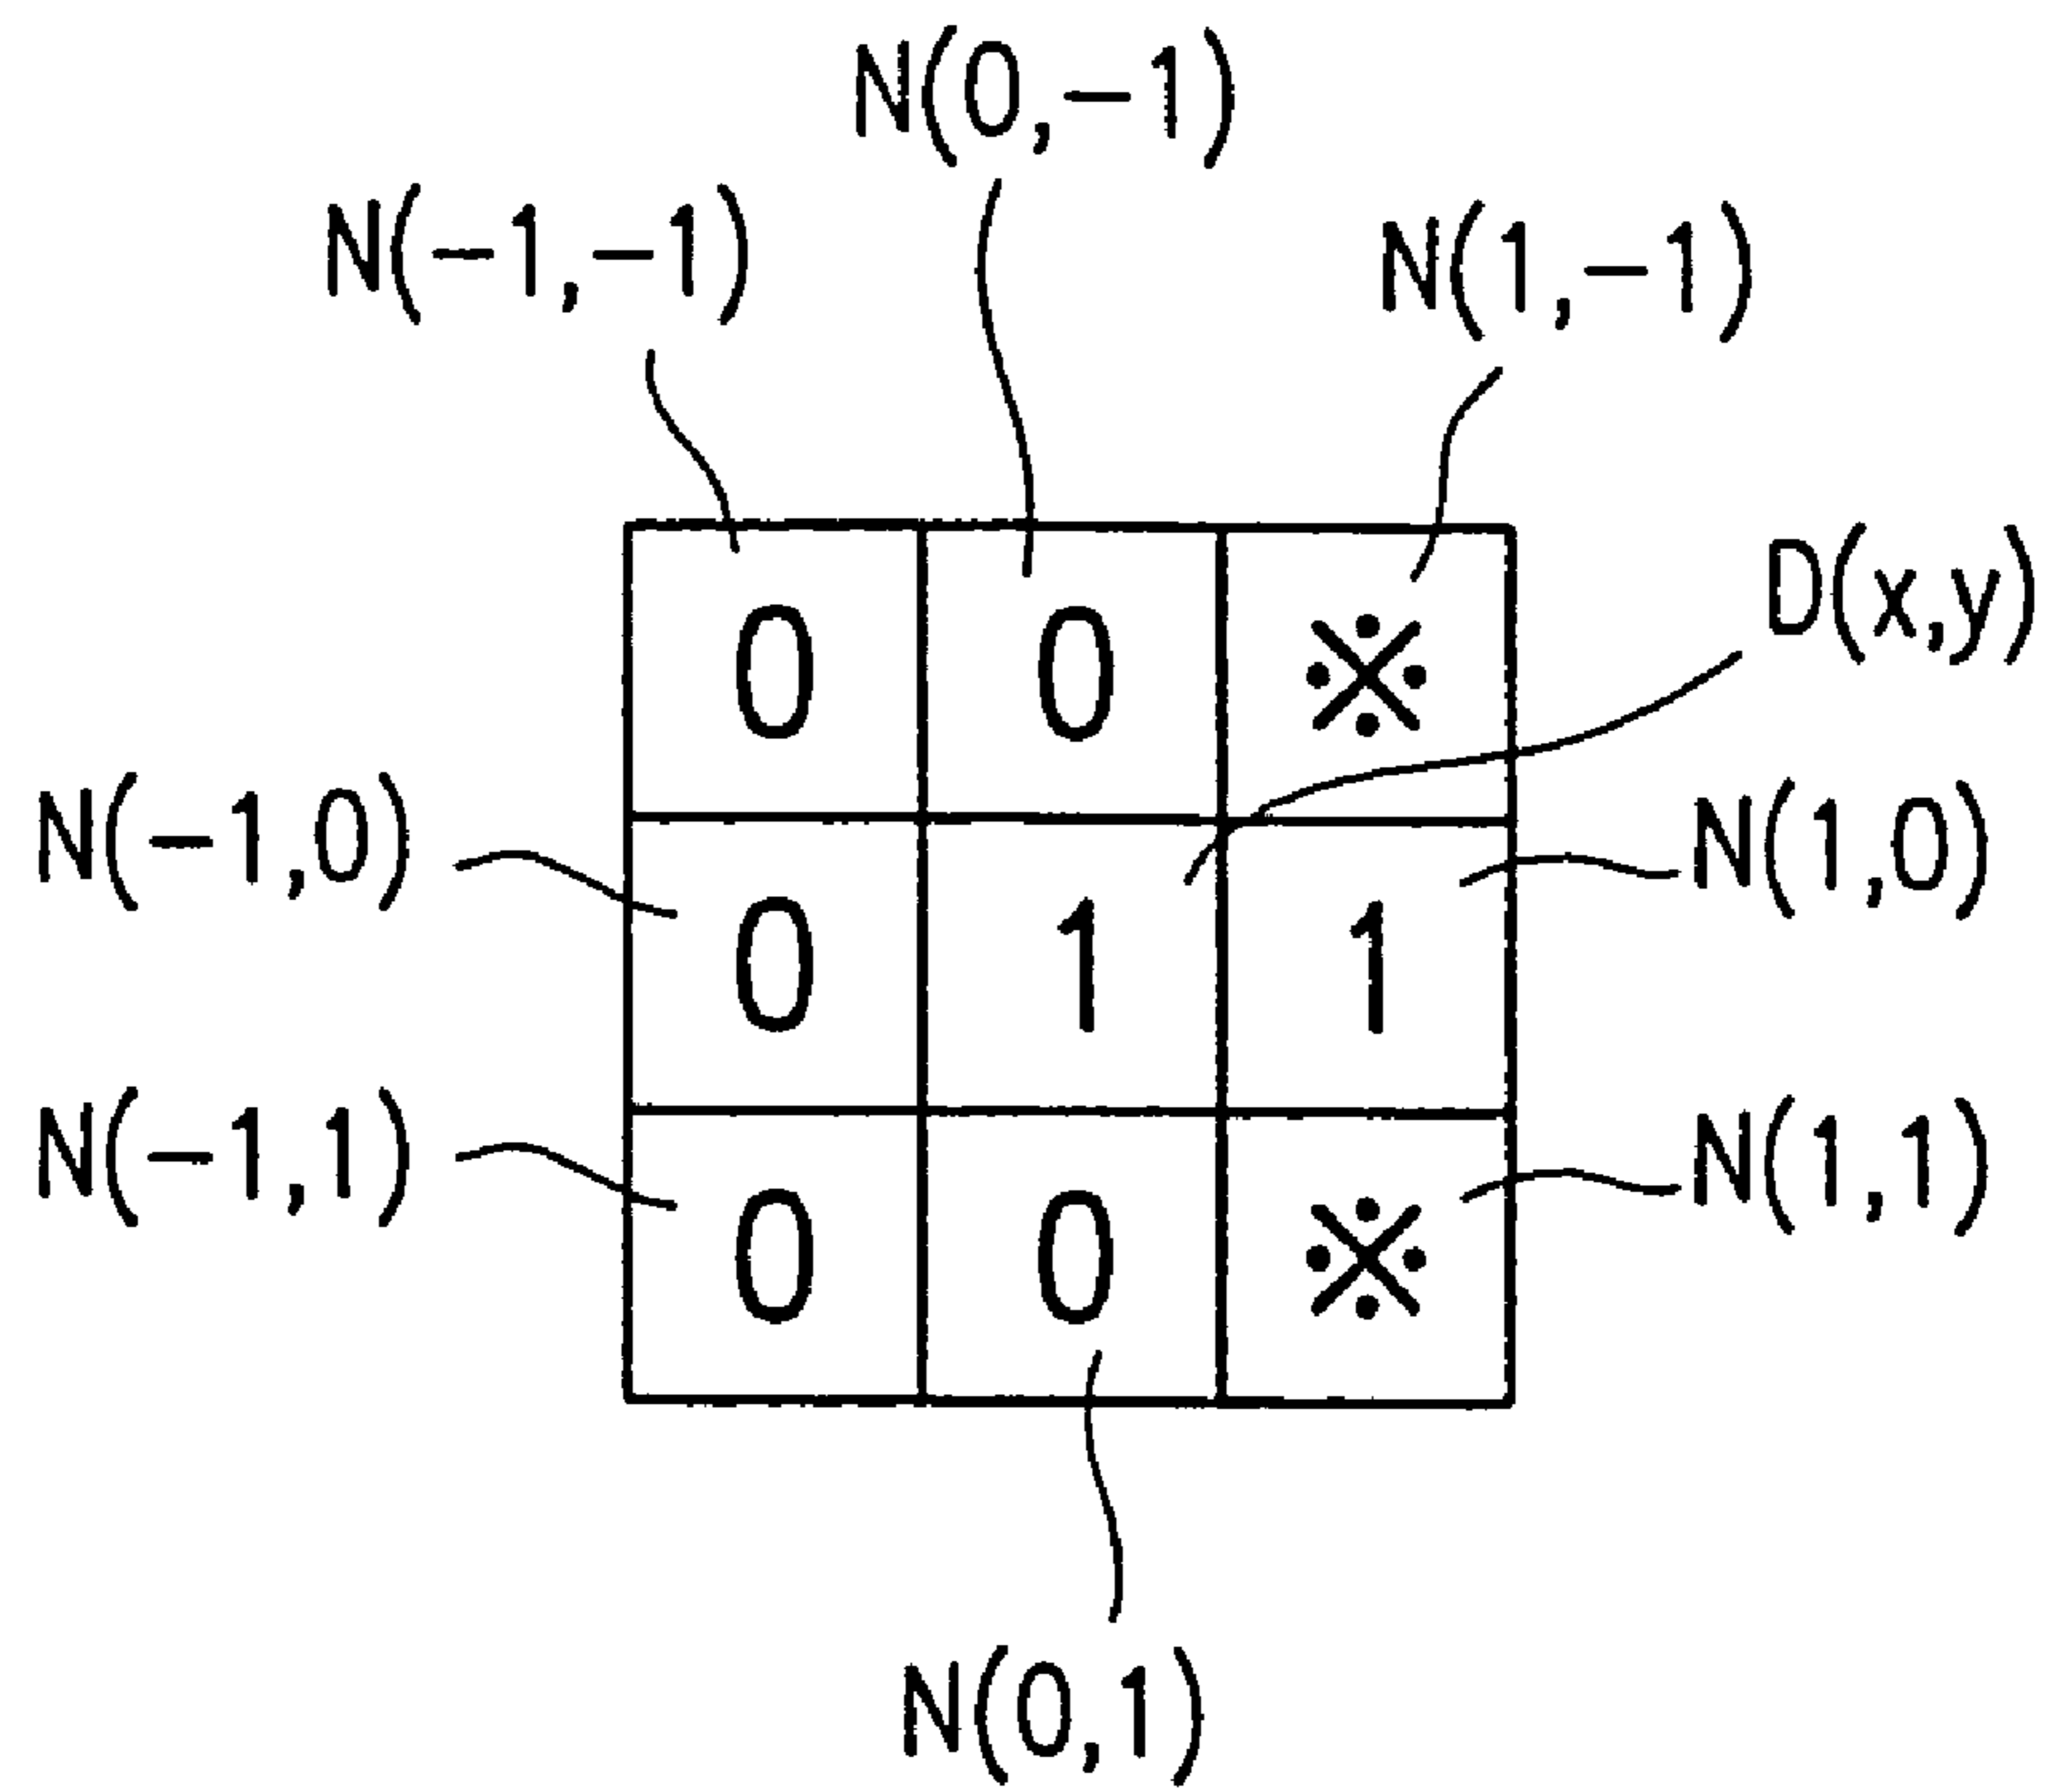 N(0,-1)
N(-1,-1)
N(1,-1)
D(x,y)
0 0 ※
N(-1,0)
N(1,0)
0 1 1
N(-1,1)
N(1,1)
0 0 ※
N(0,1)